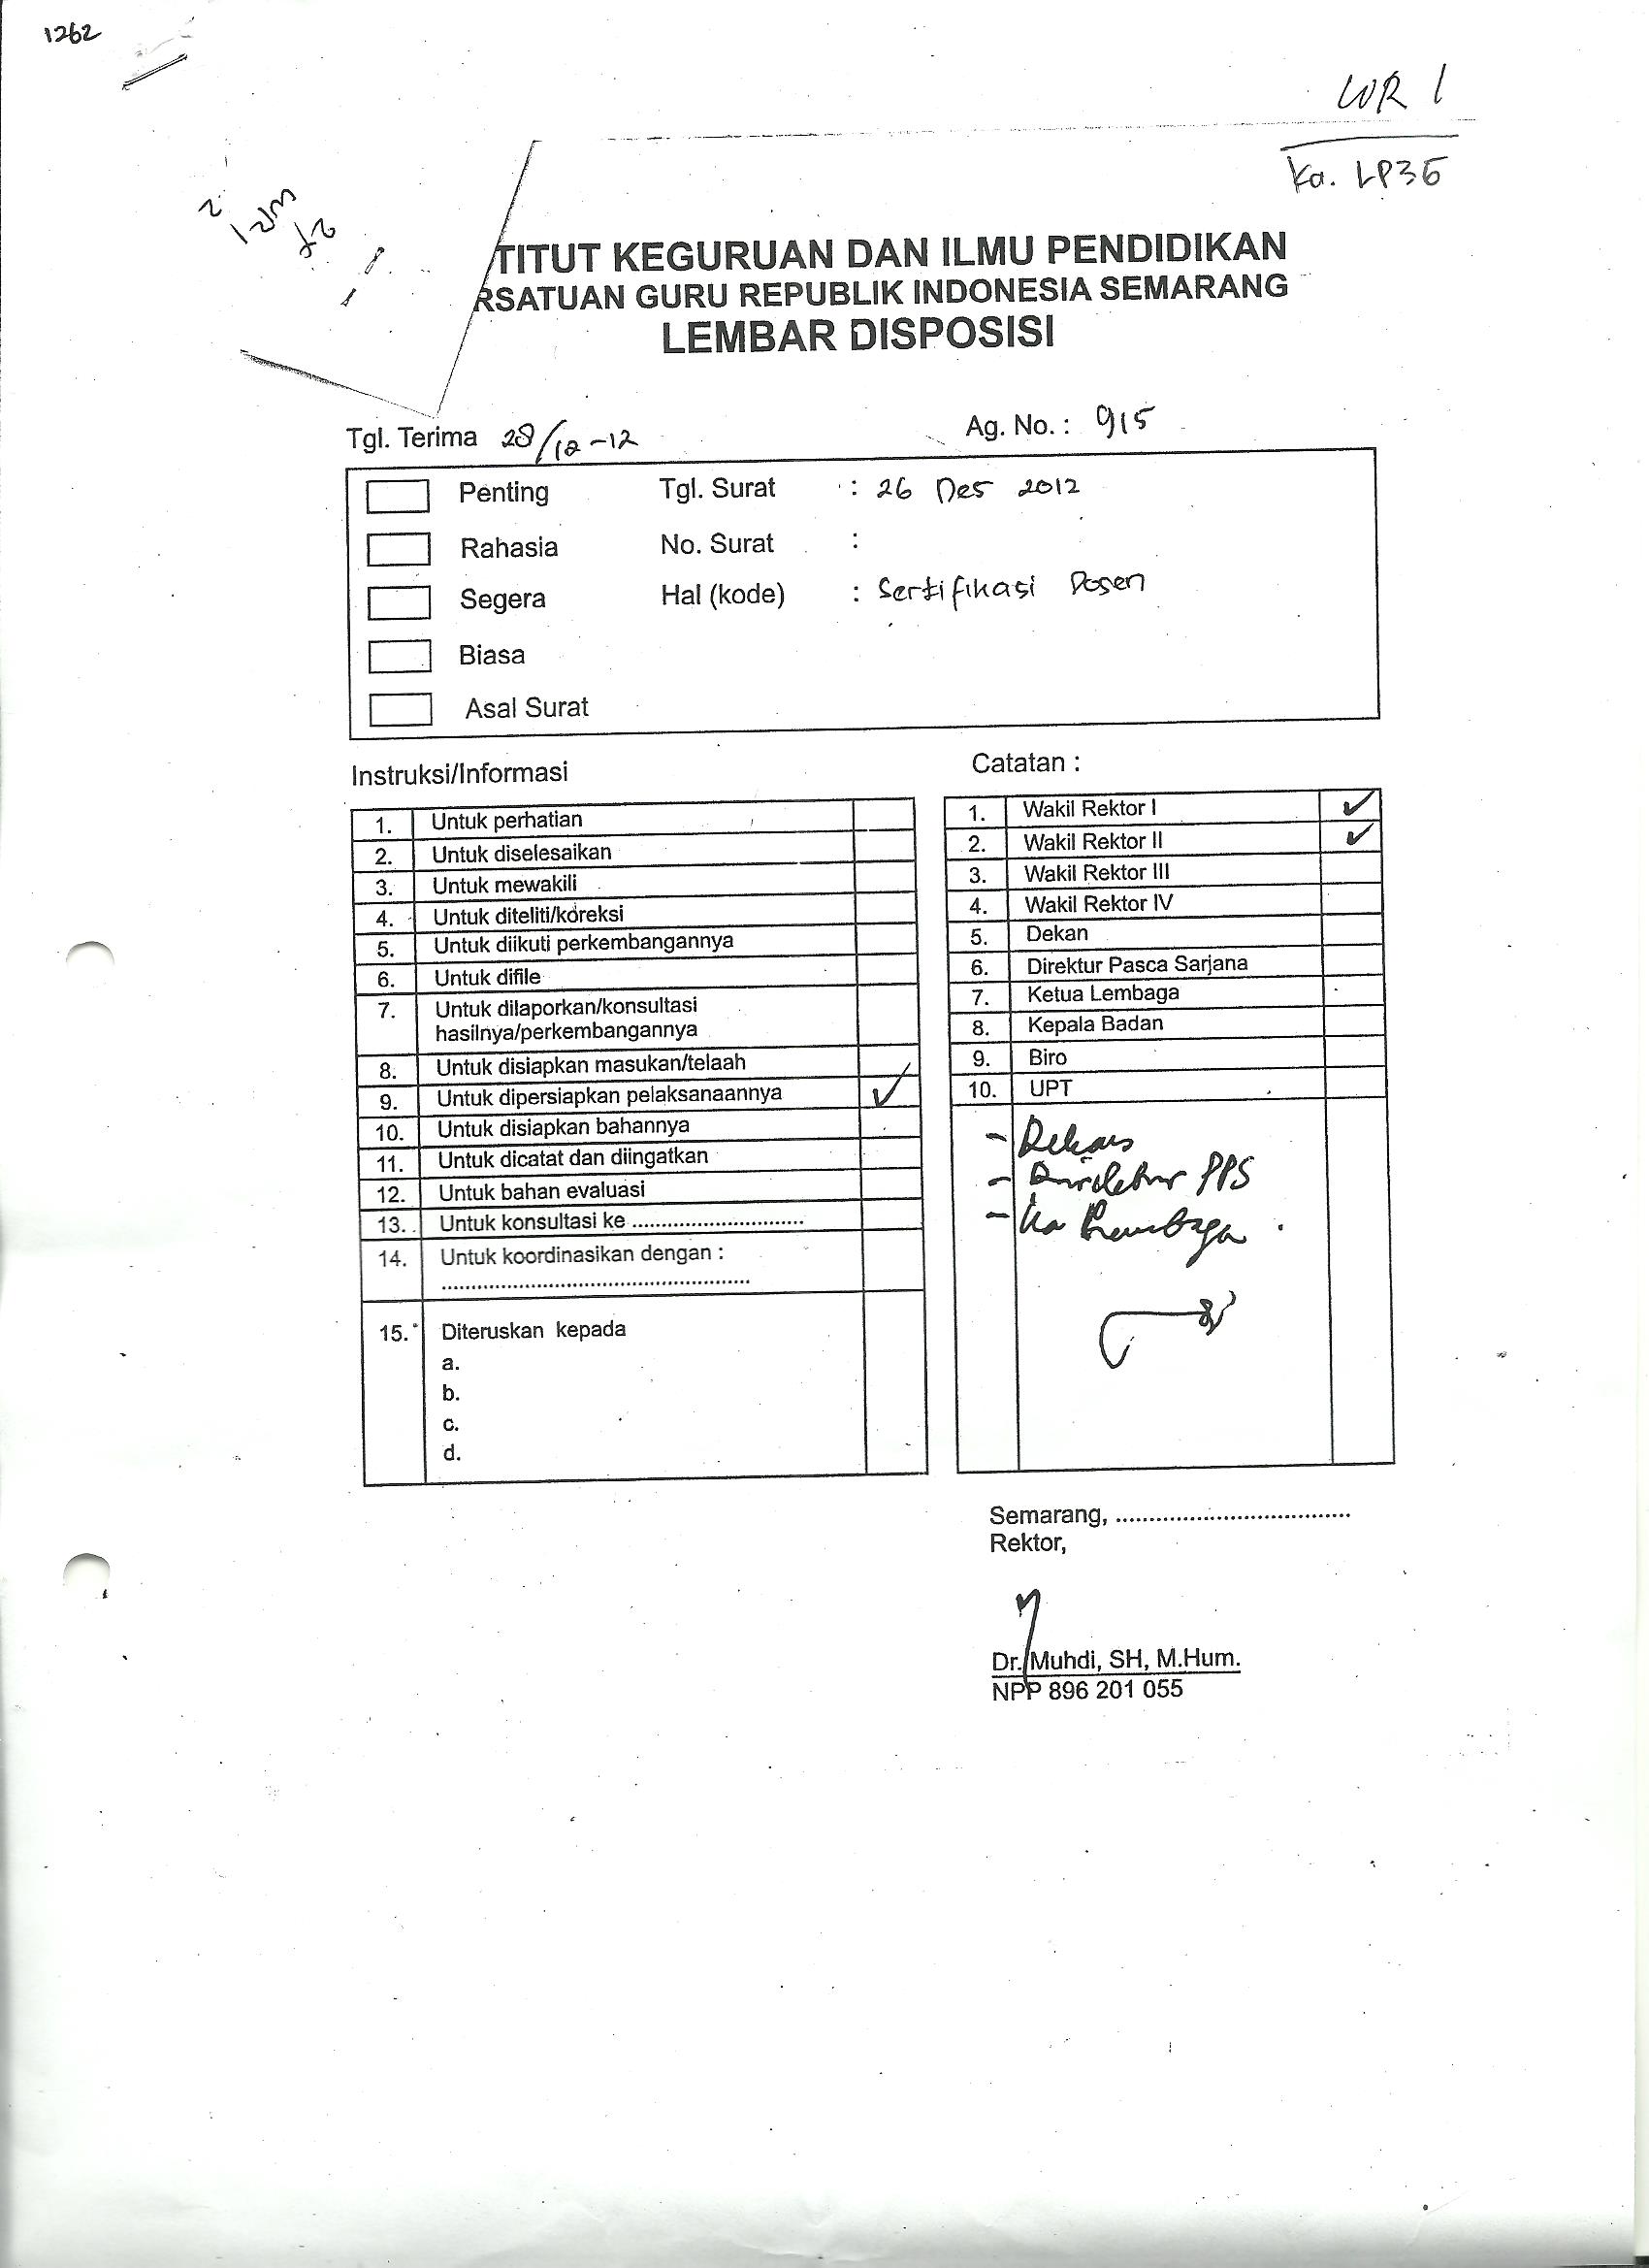 1262
WR 1
Ka. LP3G
TITUT KEGURUAN DAN ILMU PENDIDIKAN
RSATUAN GURU REPUBLIK INDONESIA SEMARANG
LEMBAR DISPOSISI
Tgl. Terima 28/12-12 Ag. No. : 915
Penting Tgl. Surat : 26 Des 2012
Rahasia No. Surat :
Segera Hal (kode) : Sertifikasi Dosen
Biasa
Asal Surat
Instruksi/Informasi
1. Untuk perhatian
2. Untuk diselesaikan
3. Untuk mewakili
4. Untuk diteliti/koreksi
5. Untuk diikuti perkembangannya
6. Untuk difile
7. Untuk dilaporkan/konsultasi
hasilnya/perkembangannya
8. Untuk disiapkan masukan/telaah
9. Untuk dipersiapkan pelaksanaannya ✓
10. Untuk disiapkan bahannya
11. Untuk dicatat dan diingatkan
12. Untuk bahan evaluasi
13. Untuk konsultasi ke ............................
14. Untuk koordinasikan dengan :
..................................................
15. Diteruskan kepada
a.
b.
c.
d.
Catatan :
1. Wakil Rektor I ✓
2. Wakil Rektor II ✓
3. Wakil Rektor III
4. Wakil Rektor IV
5. Dekan
6. Direktur Pasca Sarjana
7. Ketua Lembaga
8. Kepala Badan
9. Biro
10. UPT
- Dekan
- Direktur PPS
- Ka Lembaga
Semarang, ...................................
Rektor,
Dr. Muhdi, SH, M.Hum.
NPP 896 201 055